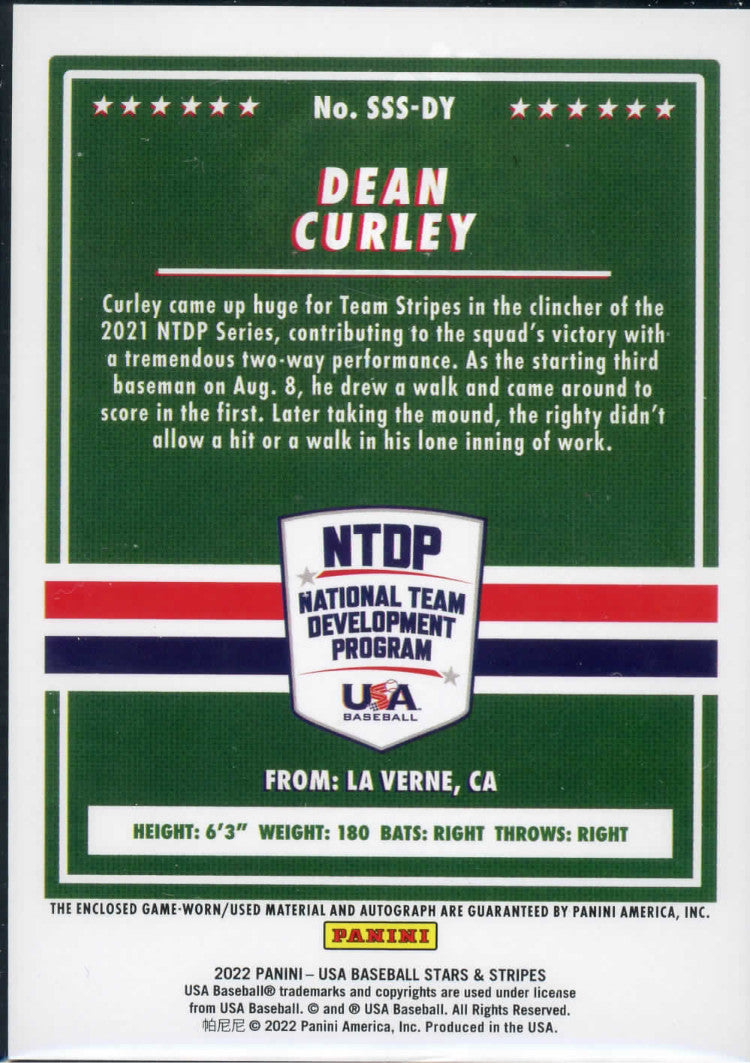 No. SSS-DY
DEAN
CURLEY
Curley came up huge for Team Stripes in the clincher of the
2021 NTDP Series, contributing to the squad's victory with
a tremendous two-way performance. As the starting third
baseman on Aug. 8, he drew a walk and came around to
score in the first. Later taking the mound, the righty didn't
allow a hit or a walk in his lone inning of work.
NTDP
NATIONAL TEAM
DEVELOPMENT
PROGRAM
USA
BASEBALL
FROM: LA VERNE, CA
HEIGHT: 6'3" WEIGHT: 180 BATS: RIGHT THROWS: RIGHT
THE ENCLOSED GAME-WORN/USED MATERIAL AND AUTOGRAPH ARE GUARANTEED BY PANINI AMERICA, INC.
PANINI
2022 PANINI – USA BASEBALL STARS & STRIPES
USA Baseball® trademarks and copyrights are used under license
from USA Baseball. © and ® USA Baseball. All Rights Reserved.
帕尼尼 © 2022 Panini America, Inc. Produced in the USA.